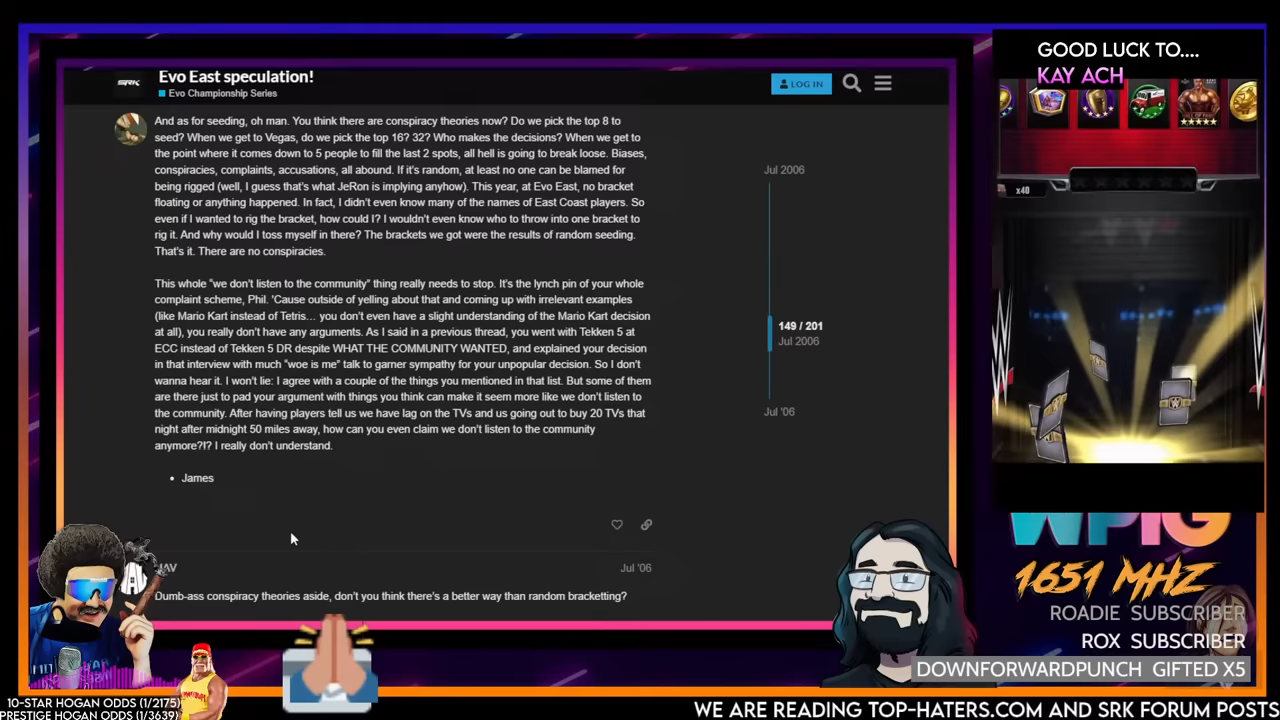 SRK
Evo East speculation!
Evo Championship Series
LOG IN
And as for seeding, oh man. You think there are conspiracy theories now? Do we pick the top 8 to
seed? When we get to Vegas, do we pick the top 16? 32? Who makes the decisions? When we get to
the point where it comes down to 5 people to fill the last 2 spots, all hell is going to break loose. Biases,
conspiracies, complaints, accusations, all abound. If it's random, at least no one can be blamed for
being rigged (well, I guess that's what JeRon is implying anyhow). This year, at Evo East, no bracket
floating or anything happened. In fact, I didn't even know many of the names of East Coast players. So
even if I wanted to rig the bracket, how could I? I wouldn't even know who to throw into one bracket to
rig it. And why would I toss myself in there? The brackets we got were the results of random seeding.
That's it. There are no conspiracies.
This whole "we don't listen to the community" thing really needs to stop. It's the lynch pin of your whole
complaint scheme, Phil. 'Cause outside of yelling about that and coming up with irrelevant examples
(like Mario Kart instead of Tetris… you don't even have a slight understanding of the Mario Kart decision
at all), you really don't have any arguments. As I said in a previous thread, you went with Tekken 5 at
ECC instead of Tekken 5 DR despite WHAT THE COMMUNITY WANTED, and explained your decision
in that interview with much "woe is me" talk to garner sympathy for your unpopular decision. So I don't
wanna hear it. I won't lie: I agree with a couple of the things you mentioned in that list. But some of them
are there just to pad your argument with things you think can make it seem more like we don't listen to
the community. After having players tell us we have lag on the TVs and us going out to buy 20 TVs that
night after midnight 50 miles away, how can you even claim we don't listen to the community
anymore?!? I really don't understand.
• James
Jul 2006
149 / 201
Jul 2006
Jul '06
Jul '06
Dumb-ass conspiracy theories aside, don't you think there's a better way than random bracketting?
GOOD LUCK TO....
KAY ACH
x40
WPIG
1651 MHZ
ROADIE SUBSCRIBER
ROX SUBSCRIBER
DOWNFORWARDPUNCH GIFTED X5
10-STAR HOGAN ODDS (1/2175)
PRESTIGE HOGAN ODDS (1/3639)
WE ARE READING TOP-HATERS.COM AND SRK FORUM POSTS